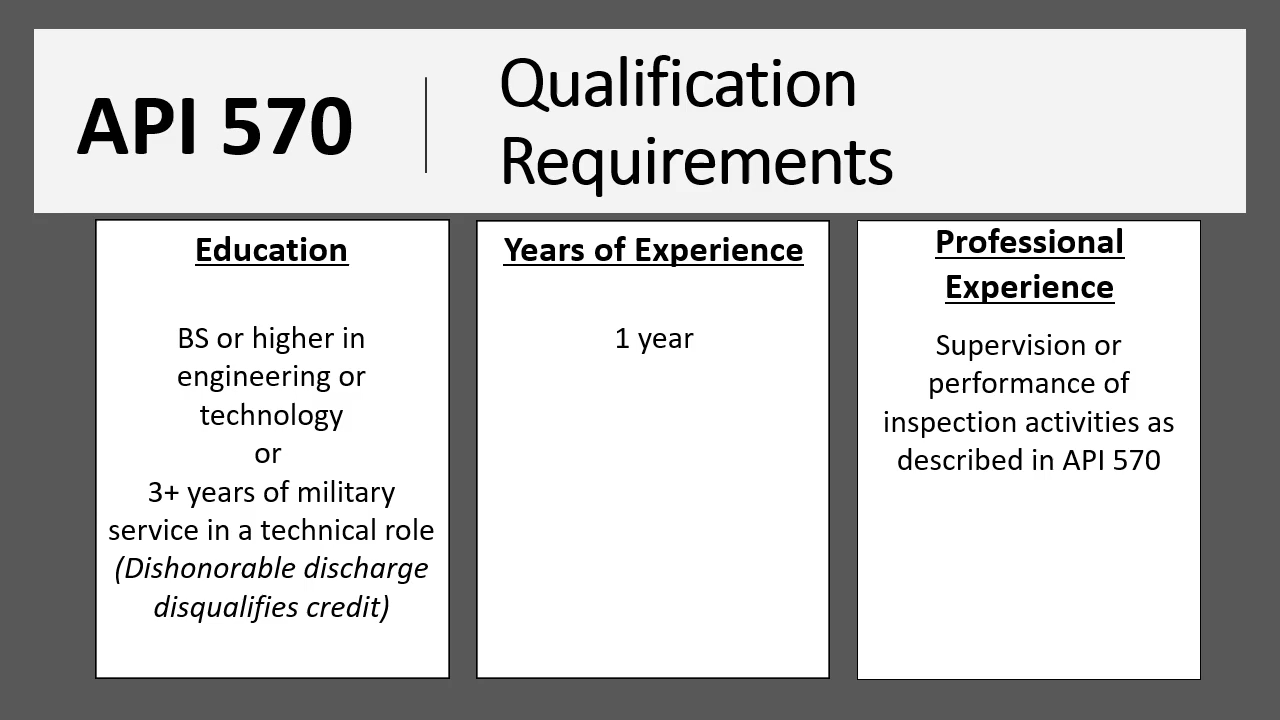 API 570
Qualification
Requirements
Education
BS or higher in
engineering or
technology
or
3+ years of military
service in a technical role
(Dishonorable discharge
disqualifies credit)
Years of Experience
1 year
Professional
Experience
Supervision or
performance of
inspection activities as
described in API 570